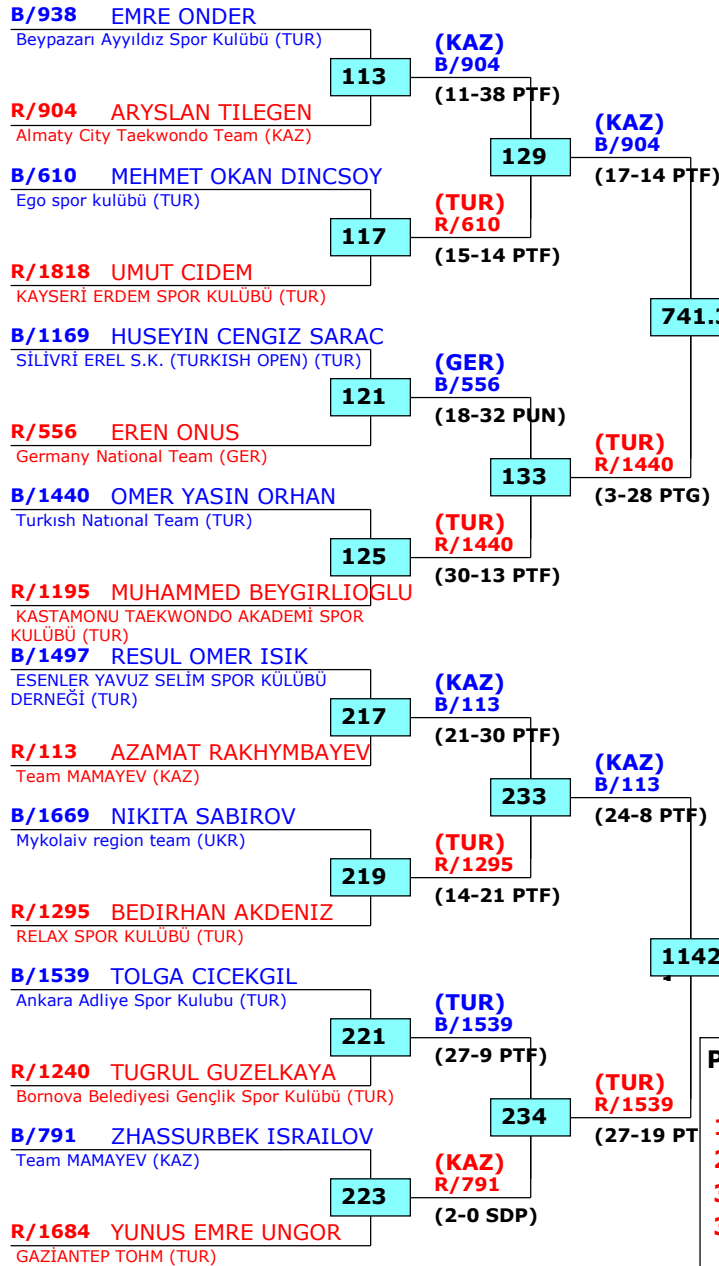 B/938 EMRE ONDER
Beypazarı Ayyıldız Spor Kulübü (TUR)
113
(KAZ)
B/904
(11-38 PTF)
R/904 ARYSLAN TILEGEN
Almaty City Taekwondo Team (KAZ)
129
(KAZ)
B/904
(17-14 PTF)
B/610 MEHMET OKAN DINCSOY
Ego spor kulübü (TUR)
117
(TUR)
R/610
(15-14 PTF)
R/1818 UMUT CIDEM
KAYSERİ ERDEM SPOR KULÜBÜ (TUR)
B/1169 HUSEYIN CENGIZ SARAC
SİLİVRİ EREL S.K. (TURKISH OPEN) (TUR)
121
(GER)
B/556
(18-32 PUN)
R/556 EREN ONUS
Germany National Team (GER)
133
(TUR)
R/1440
(3-28 PTG)
B/1440 OMER YASIN ORHAN
Turkısh Natıonal Team (TUR)
125
(TUR)
R/1440
(30-13 PTF)
R/1195 MUHAMMED BEYGIRLIOGLU
KASTAMONU TAEKWONDO AKADEMİ SPOR
KULÜBÜ (TUR)
B/1497 RESUL OMER ISIK
ESENLER YAVUZ SELİM SPOR KÜLÜBÜ
DERNEĞİ (TUR)
217
(KAZ)
B/113
(21-30 PTF)
R/113 AZAMAT RAKHYMBAYEV
Team MAMAYEV (KAZ)
233
(KAZ)
B/113
(24-8 PTF)
B/1669 NIKITA SABIROV
Mykolaiv region team (UKR)
219
(TUR)
R/1295
(14-21 PTF)
R/1295 BEDIRHAN AKDENIZ
RELAX SPOR KULÜBÜ (TUR)
1142
B/1539 TOLGA CICEKGIL
Ankara Adliye Spor Kulubu (TUR)
221
(TUR)
B/1539
(27-9 PTF)
R/1240 TUGRUL GUZELKAYA
Bornova Belediyesi Gençlik Spor Kulübü (TUR)
234
(TUR)
R/1539
(27-19 PT
B/791 ZHASSURBEK ISRAILOV
Team MAMAYEV (KAZ)
223
(KAZ)
R/791
(2-0 SDP)
R/1684 YUNUS EMRE UNGOR
GAZİANTEP TOHM (TUR)